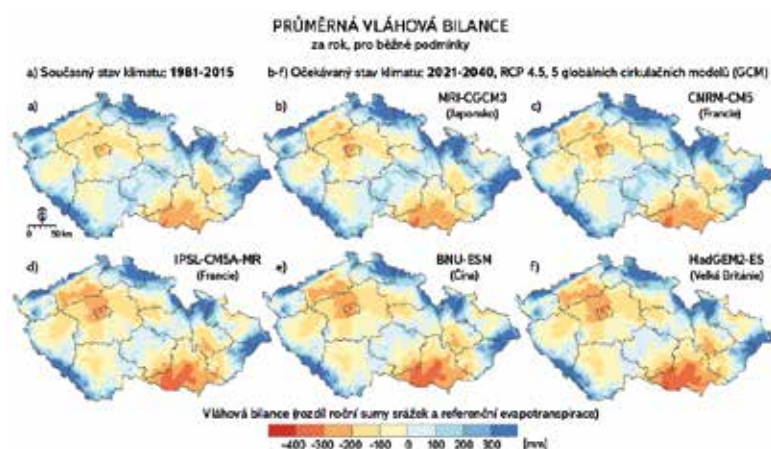 PRŮMĚRNÁ VLÁHOVÁ BILANCE
za rok, pro běžné podmínky
a) Současný stav klimatu: 1981-2015
b-f) Očekávaný stav klimatu: 2021-2040, RCP 4.5, 5 globálních cirkulačních modelů (GCM)
a)
b)
MRI-CGCM3
(Japonsko)
c)
CNRM-CM5
(Francie)
0 50 km
d)
IPSL-CM5A-MR
(Francie)
e)
BNU-ESM
(Čína)
f)
HadGEM2-ES
(Velká Británie)
Vláhová bilance (rozdíl roční sumy srážek a referenční evapotranspirace)
-400 -300 -200 -100 0 100 200 300 [mm]